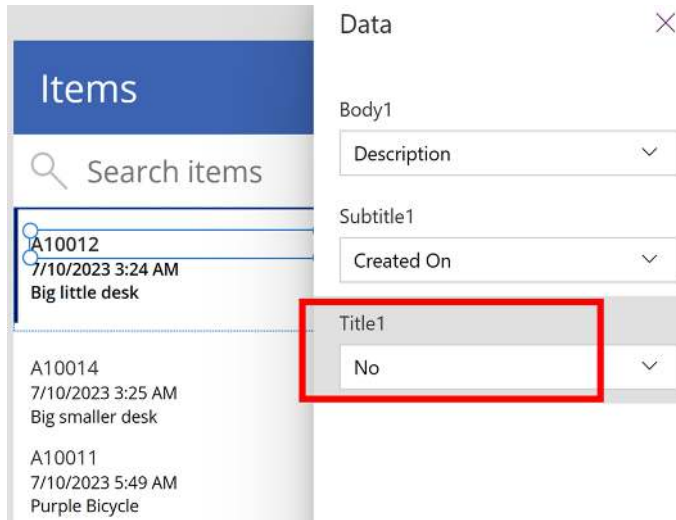 Items
Search items
A10012
7/10/2023 3:24 AM
Big little desk
A10014
7/10/2023 3:25 AM
Big smaller desk
A10011
7/10/2023 5:49 AM
Purple Bicycle
Data
Body1
Description
Subtitle1
Created On
Title1
No